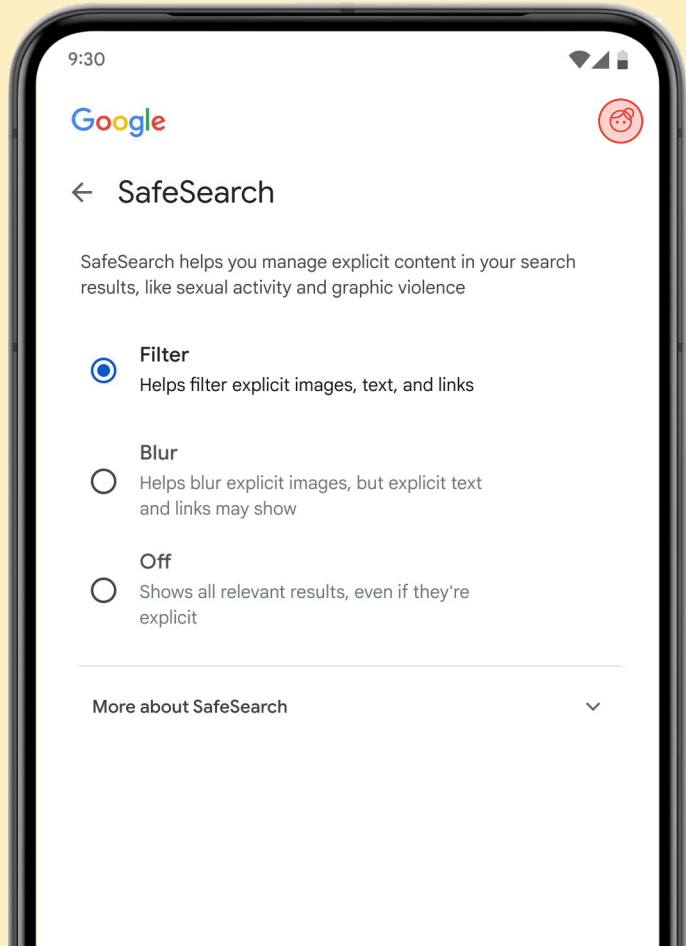 9:30
Google
SafeSearch
SafeSearch helps you manage explicit content in your search
results, like sexual activity and graphic violence
Filter
Helps filter explicit images, text, and links
Blur
Helps blur explicit images, but explicit text
and links may show
Off
Shows all relevant results, even if they're
explicit
More about SafeSearch